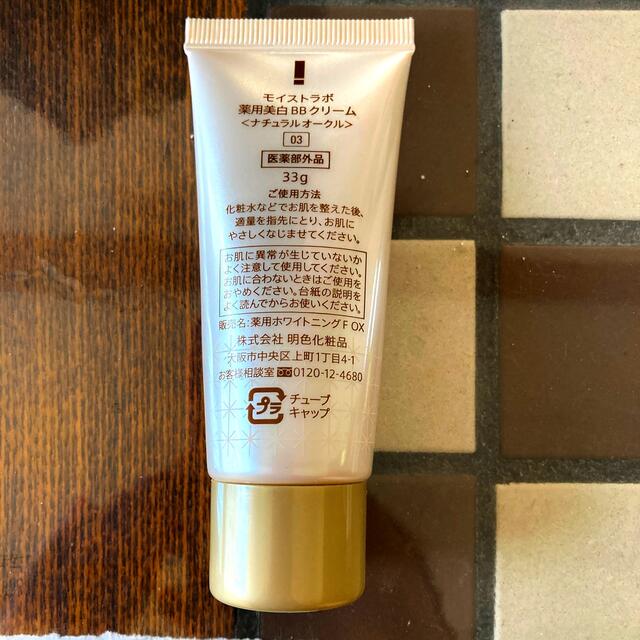 モイストラボ
薬用美白BBクリーム
<ナチュラルオークル>
03
医薬部外品
33g
ご使用方法
化粧水などでお肌を整えた後、
適量を指先にとり、お肌に
やさしくなじませてください。
お肌に異常が生じていないか
よく注意して使用してください。
お肌に合わないときはご使用を
おやめください。台紙の説明を
よく読んでからお使いください。
販売名:薬用ホワイトニングF OX
株式会社 明色化粧品
大阪市中央区上町1丁目4-1
お客様相談室 0120-12-4680
プラ
チューブ
キャップ